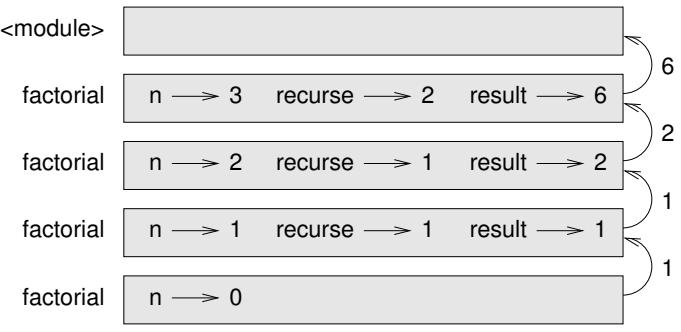 <module>
6
factorial n 3 recurse 2 result 6
2
factorial n 2 recurse 1 result 2
1
factorial n 1 recurse 1 result 1
1
factorial n 0